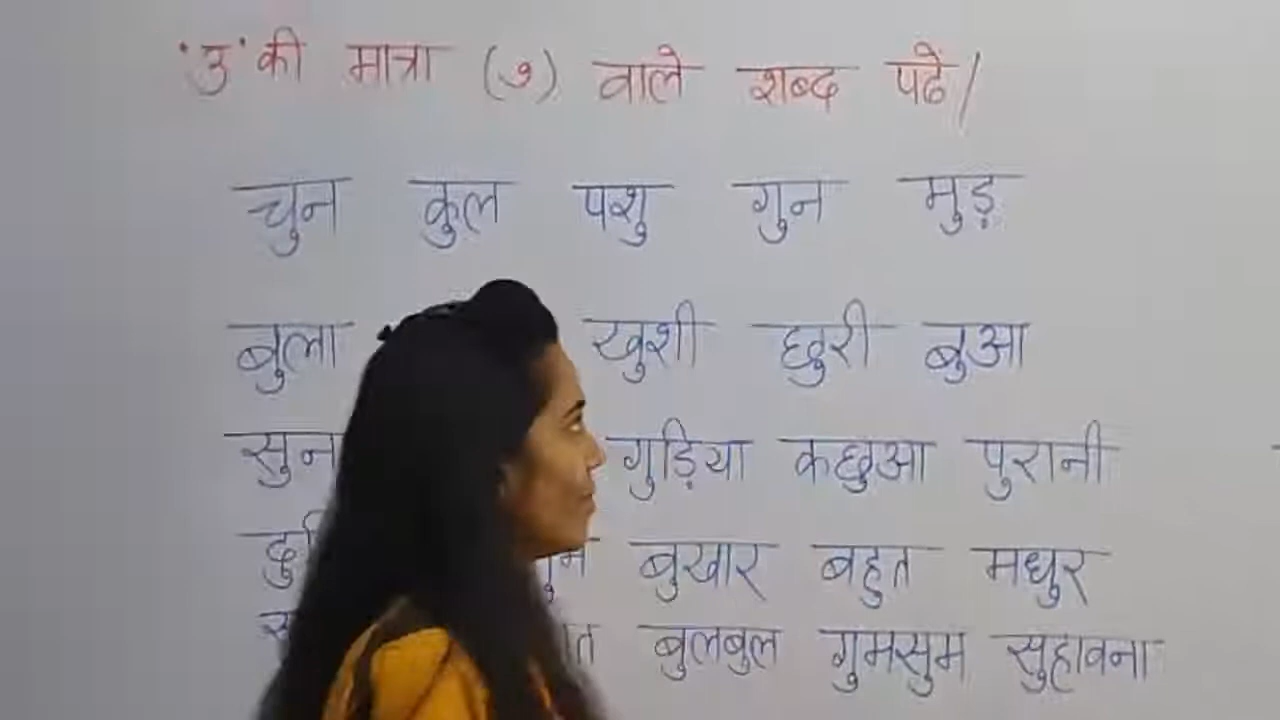 'उ' की मात्रा ( ु) वाले शब्द पढें।
चुन कुल पशु गुन मुड़
बुला खुशी छुरी बुआ
गुड़िया कछुआ पुरानी
बुखार बहुत मधुर
बुलबुल गुमसुम सुहावना